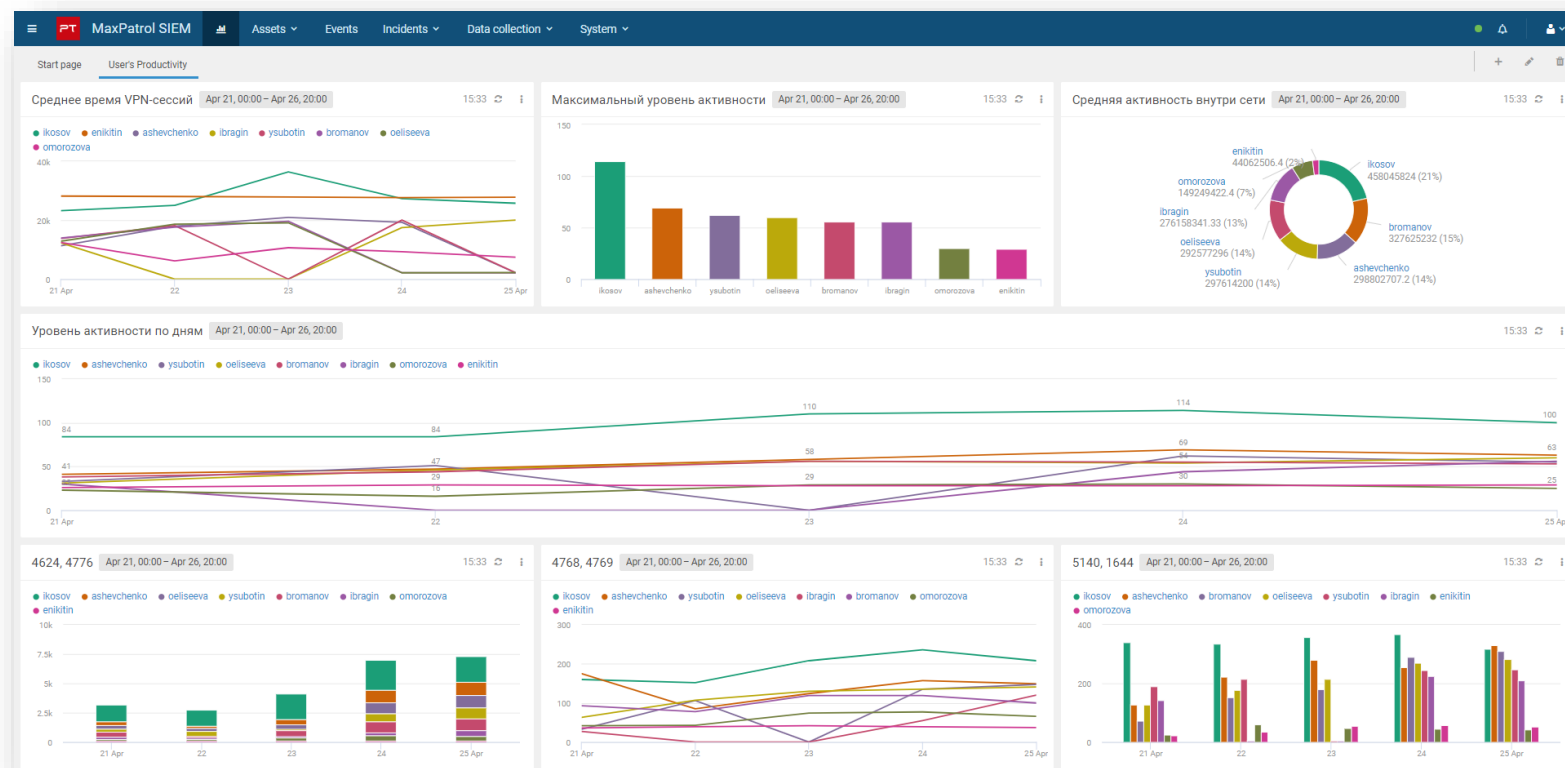 PT MaxPatrol SIEM Assets Events Incidents Data collection System
Start page User's Productivity
Среднее время VPN-сессий Apr 21, 00:00 – Apr 26, 20:00 15:33
ikosov enikitin ashevchenko ibragin ysubotin bromanov oeliseeva
omorozova
40k
20k
0
21 Apr 22 23 24 25 Apr
Максимальный уровень активности Apr 21, 00:00 – Apr 26, 20:00 15:33
150
100
50
0
ikosov ashevchenko ysubotin oeliseeva bromanov ibragin omorozova enikitin
Средняя активность внутри сети Apr 21, 00:00 – Apr 26, 20:00 15:33
enikitin
44062506.4 (2%)
ikosov
458045824 (21%)
omorozova
149249422.4 (7%)
ibragin
276158341.33 (13%)
bromanov
327625232 (15%)
oeliseeva
292577296 (14%)
ashevchenko
298802707.2 (14%)
ysubotin
297614200 (14%)
Уровень активности по дням Apr 21, 00:00 – Apr 26, 20:00 15:33
ikosov ashevchenko ysubotin oeliseeva bromanov ibragin omorozova enikitin
150
100
50
0
84 84 110 114 100
41 47 58 69 63
54
29 29 30 25
16
21 Apr 22 23 24 25 Ap
4624, 4776 Apr 21, 00:00 – Apr 26, 20:00 15:33
ikosov ashevchenko oeliseeva ysubotin bromanov ibragin omorozova
enikitin
10k
7.5k
5k
2.5k
0
21 Apr 22 23 24 25 Apr
4768, 4769 Apr 21, 00:00 – Apr 26, 20:00 15:33
ikosov ashevchenko ysubotin oeliseeva ibragin bromanov omorozova
enikitin
300
200
100
0
21 Apr 22 23 24 25 Apr
5140, 1644 Apr 21, 00:00 – Apr 26, 20:00 15:33
ikosov ashevchenko bromanov oeliseeva ysubotin ibragin enikitin
omorozova
400
200
0
21 Apr 22 23 24 25 Apr